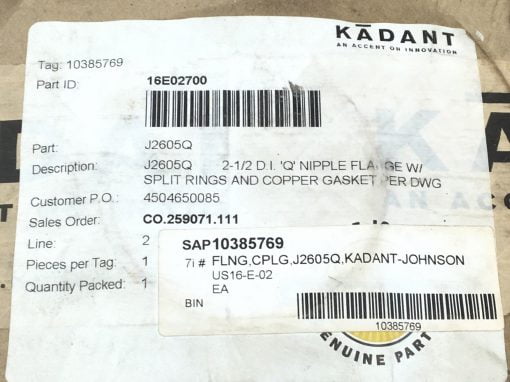 KADANT
AN ACCENT ON INNOVATION
Tag: 10385769
Part ID: 16E02700
Part: J2605Q
Description: J2605Q 2-1/2 D.I. 'Q' NIPPLE FLANGE W/
SPLIT RINGS AND COPPER GASKET PER DWG
Customer P.O.: 4504650085
Sales Order: CO.259071.111
Line: 2
Pieces per Tag: 1
Quantity Packed: 1
SAP10385769
7i # FLNG,CPLG,J2605Q,KADANT-JOHNSON
US16-E-02
EA
BIN
10385769
ENUINE PART